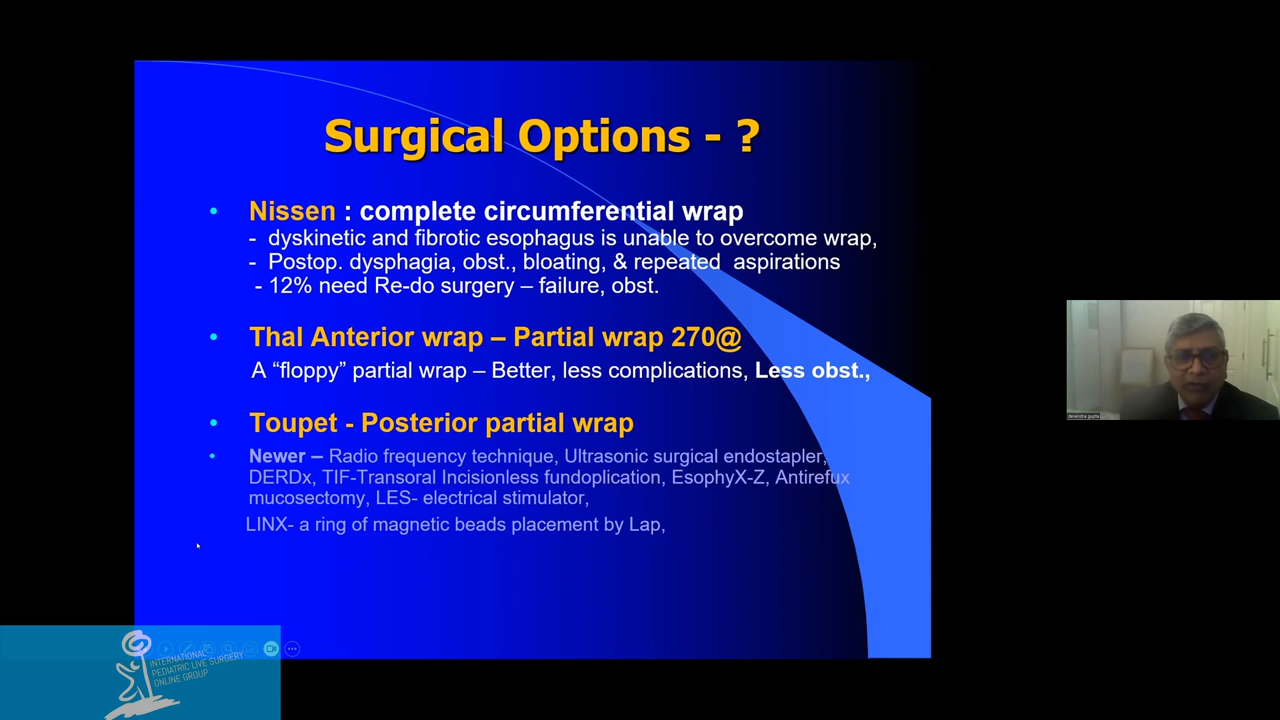 Surgical Options - ?
• Nissen : complete circumferential wrap
- dyskinetic and fibrotic esophagus is unable to overcome wrap,
- Postop. dysphagia, obst., bloating, & repeated aspirations
- 12% need Re-do surgery – failure, obst.
• Thal Anterior wrap – Partial wrap 270@
A “floppy” partial wrap – Better, less complications, Less obst.,
• Toupet - Posterior partial wrap
• Newer – Radio frequency technique, Ultrasonic surgical endostapler,
DERDx, TIF-Transoral Incisionless fundoplication, EsophyX-Z, Antirefux
mucosectomy, LES- electrical stimulator,
LINX- a ring of magnetic beads placement by Lap,
devendra gupta
INTERNATIONAL
PEDIATRIC LIVE SURGERY
ONLINE GROUP